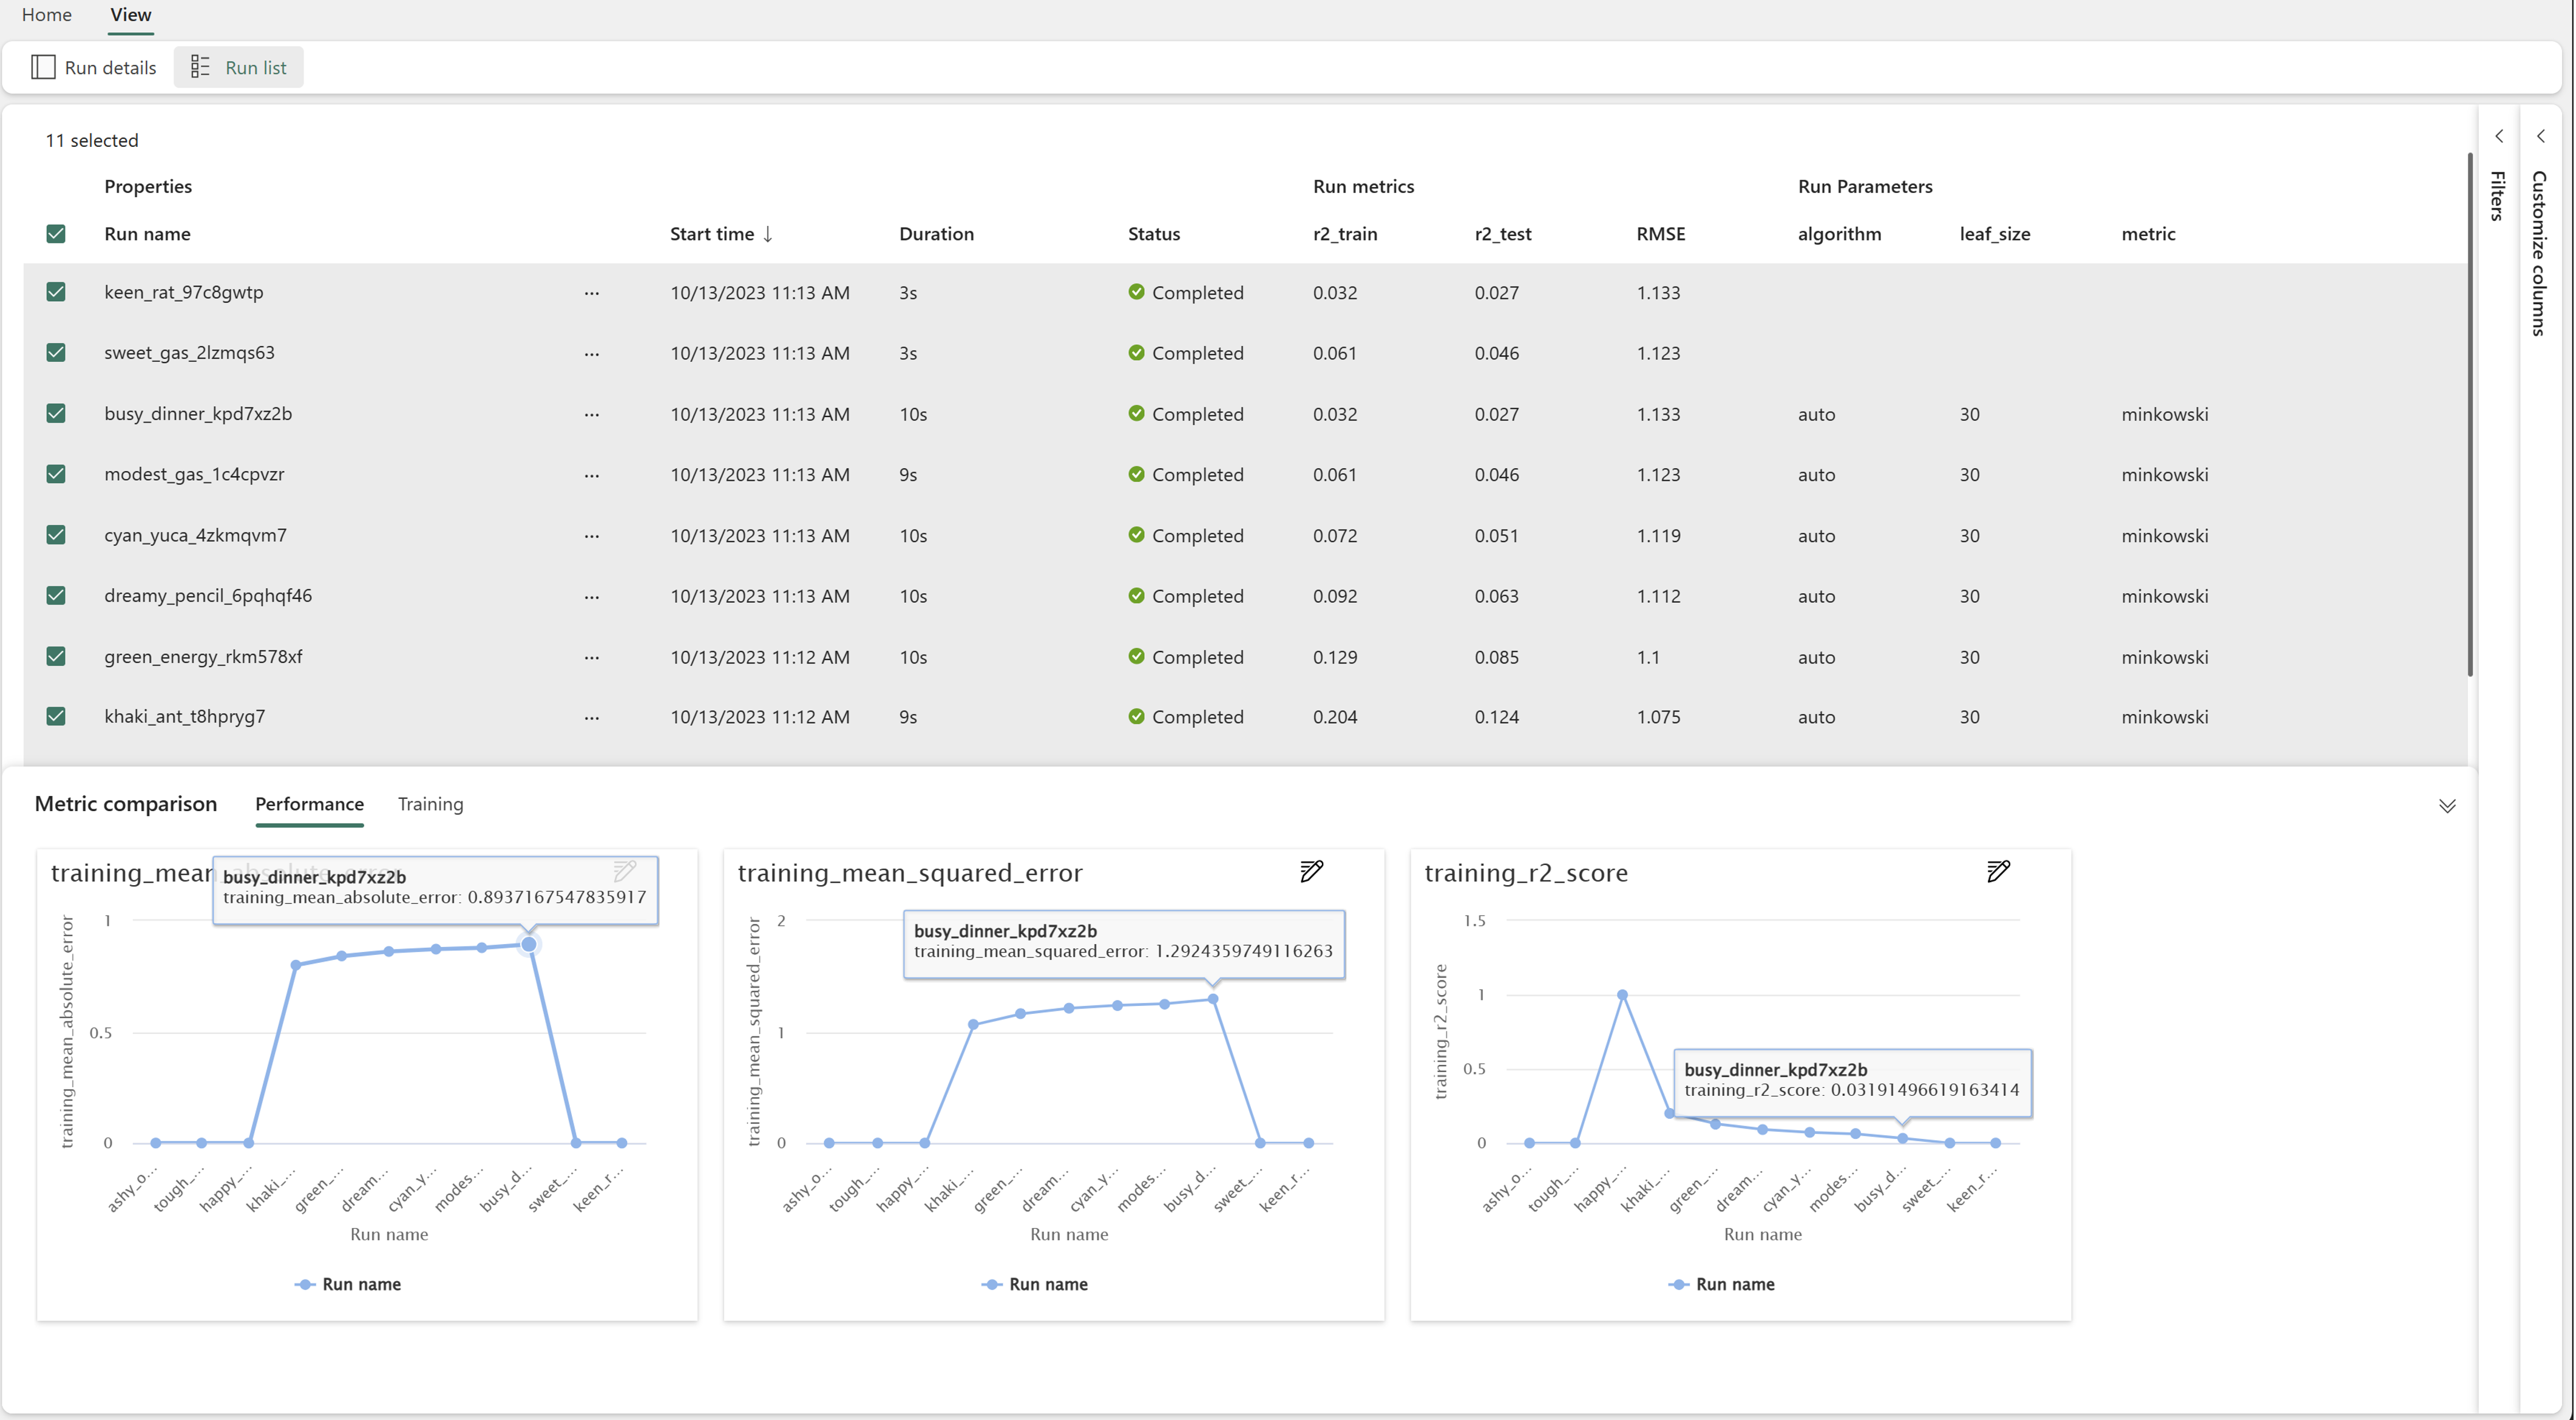 Home View
Run details Run list
11 selected
Properties Run metrics Run Parameters
Run name Start time ↓ Duration Status r2_train r2_test RMSE algorithm leaf_size metric
keen_rat_97c8gwtp ... 10/13/2023 11:13 AM 3s Completed 0.032 0.027 1.133
sweet_gas_2lzmqs63 ... 10/13/2023 11:13 AM 3s Completed 0.061 0.046 1.123
busy_dinner_kpd7xz2b ... 10/13/2023 11:13 AM 10s Completed 0.032 0.027 1.133 auto 30 minkowski
modest_gas_1c4cpvzr ... 10/13/2023 11:13 AM 9s Completed 0.061 0.046 1.123 auto 30 minkowski
cyan_yuca_4zkmqvm7 ... 10/13/2023 11:13 AM 10s Completed 0.072 0.051 1.119 auto 30 minkowski
dreamy_pencil_6pqhqf46 ... 10/13/2023 11:13 AM 10s Completed 0.092 0.063 1.112 auto 30 minkowski
green_energy_rkm578xf ... 10/13/2023 11:12 AM 10s Completed 0.129 0.085 1.1 auto 30 minkowski
khaki_ant_t8hpryg7 ... 10/13/2023 11:12 AM 9s Completed 0.204 0.124 1.075 auto 30 minkowski
Filters
Customize columns
Metric comparison Performance Training
training_mean_absolute_error
busy_dinner_kpd7xz2b
training_mean_absolute_error: 0.8937167547835917
training_mean_absolute_error
1
0.5
0
ashy_o... tough_... happy_... khaki_... green_... dream... cyan_y... modes... busy_d... sweet_... keen_r...
Run name
Run name
training_mean_squared_error
busy_dinner_kpd7xz2b
training_mean_squared_error: 1.2924359749116263
training_mean_squared_error
2
1
0
ashy_o... tough_... happy_... khaki_... green_... dream... cyan_y... modes... busy_d... sweet_... keen_r...
Run name
Run name
training_r2_score
busy_dinner_kpd7xz2b
training_r2_score: 0.03191496619163414
training_r2_score
1.5
1
0.5
0
ashy_o... tough_... happy_... khaki_... green_... dream... cyan_y... modes... busy_d... sweet_... keen_r...
Run name
Run name